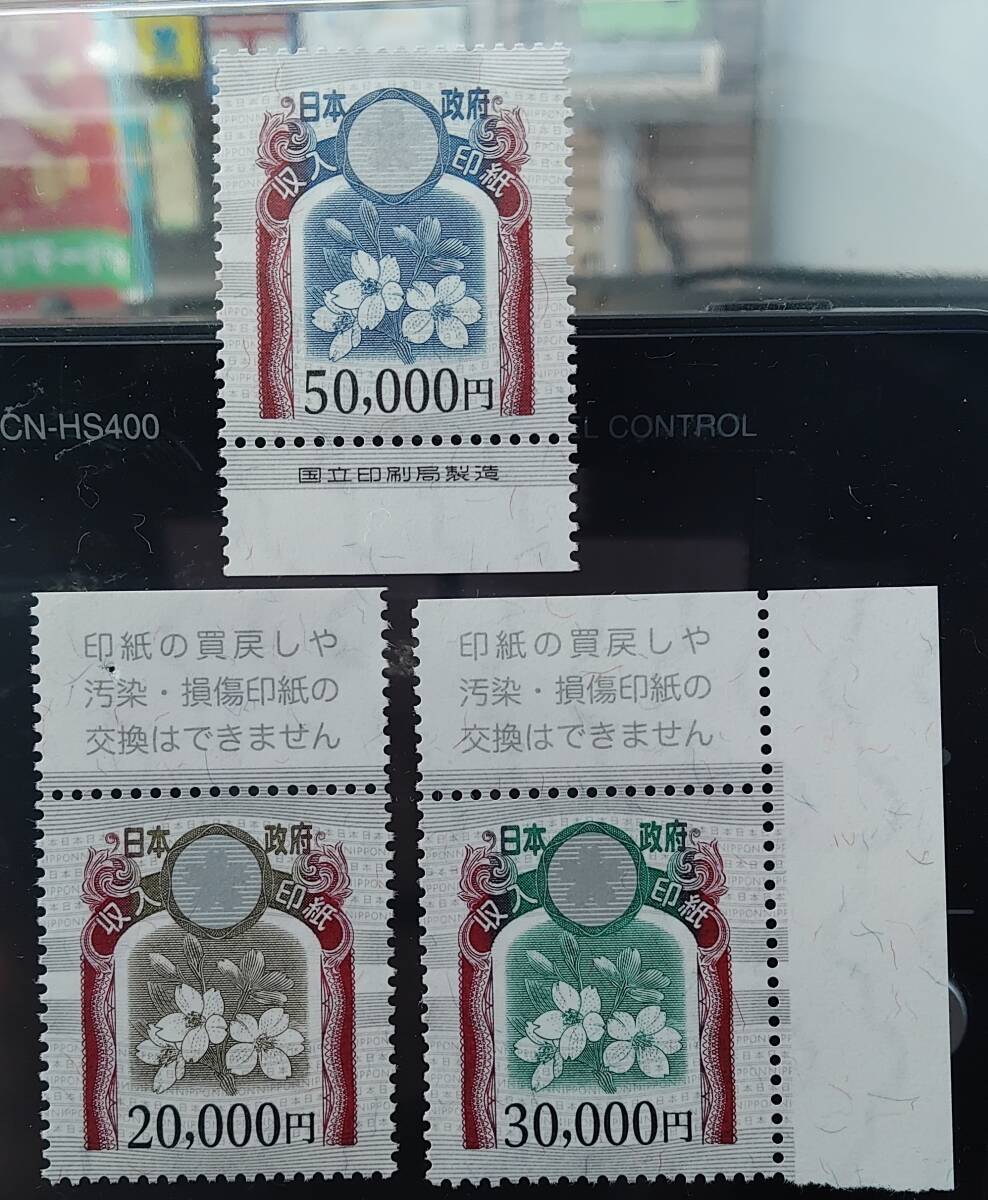 日本 政府
収入印紙
50,000円
CN-HS400
L CONTROL
国立印刷局製造
印紙の買戻しや
汚染・損傷印紙の
交換はできません
日本 政府
収入印紙
20,000円
印紙の買戻しや
汚染・損傷印紙の
交換はできません
日本 政府
収入印紙
30,000円